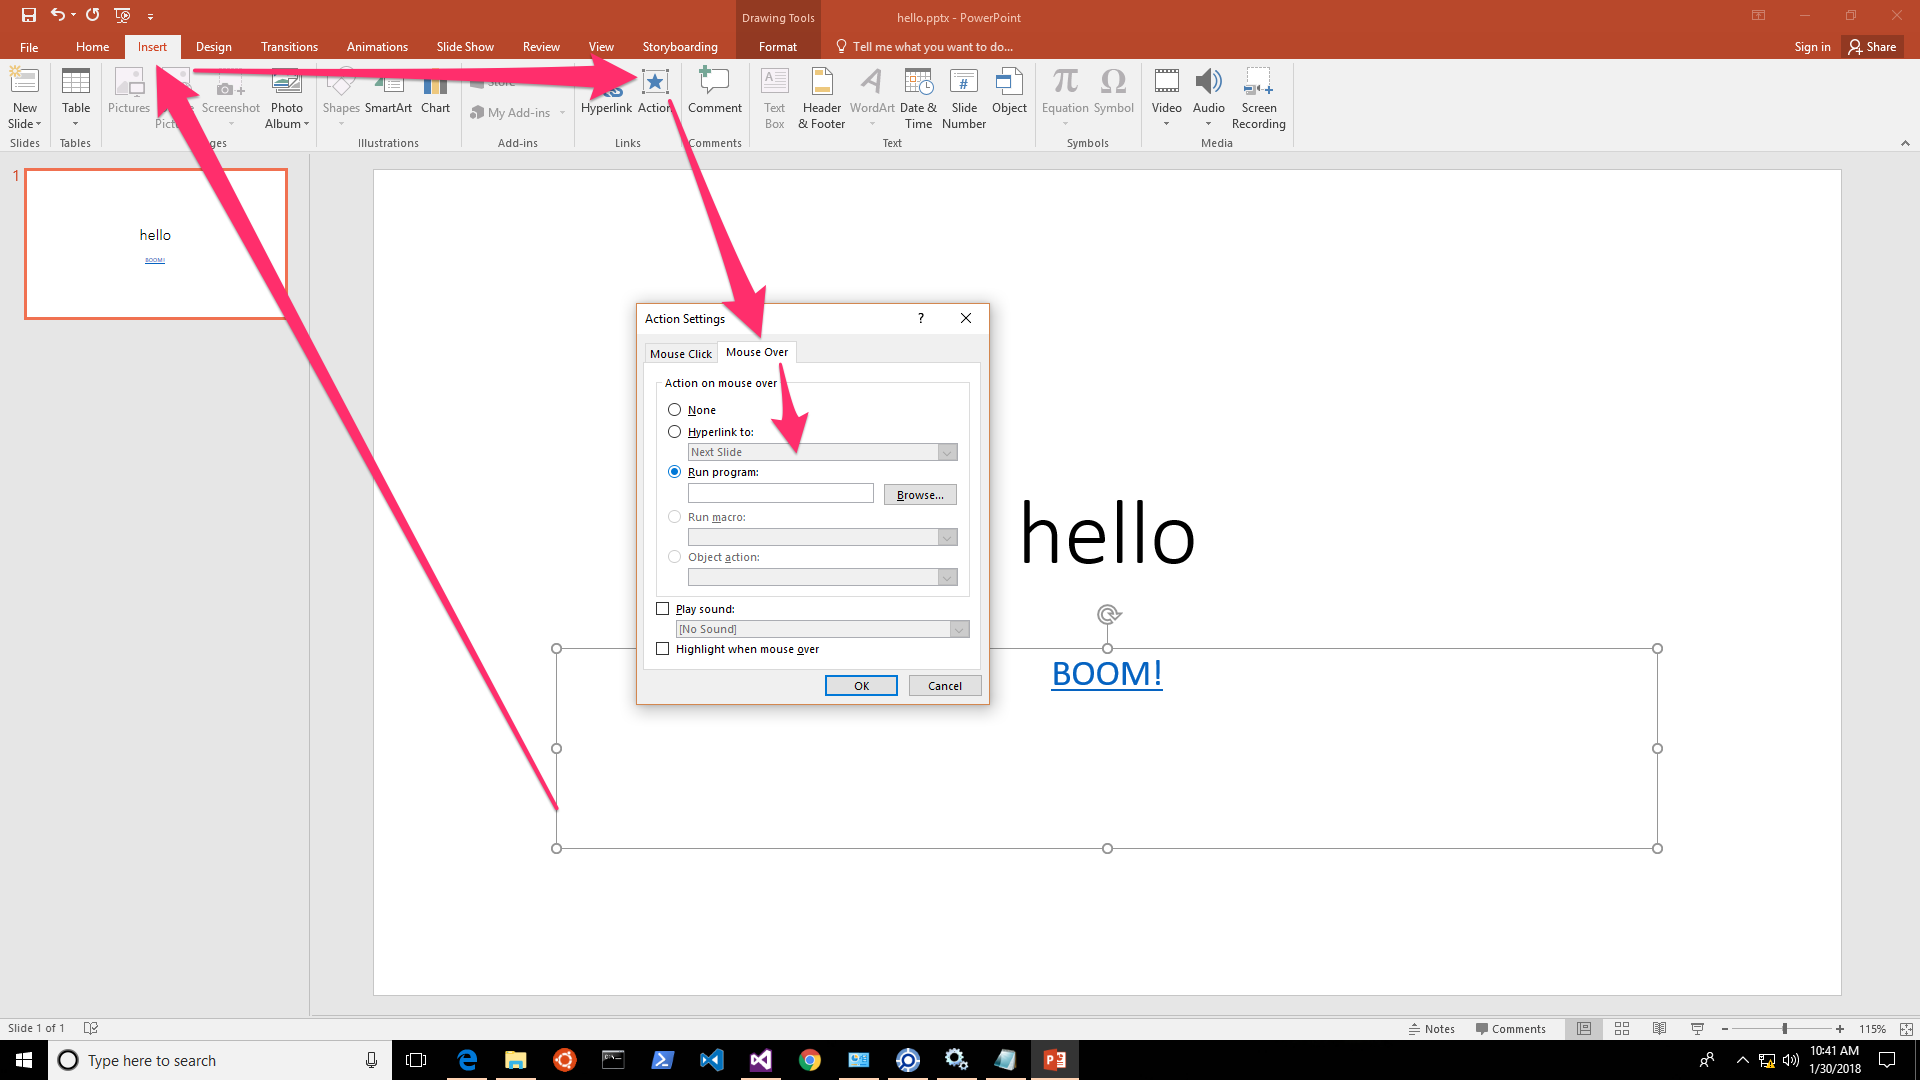 Drawing Tools
hello.pptx - PowerPoint
File Home Insert Design Transitions Animations Slide Show Review View Storyboarding Format Tell me what you want to do... Sign in Share
New Slide
Table
Pictures
Screenshot
Photo Album
Shapes
SmartArt
Chart
My Add-ins
Hyperlink
Action
Comment
Text Box
Header & Footer
WordArt
Date & Time
Slide Number
Object
Equation
Symbol
Video
Audio
Screen Recording
Slides Tables Illustrations Add-ins Links Comments Text Symbols Media
1
hello
BOOM!
Action Settings ?
Mouse Click Mouse Over
Action on mouse over
None
Hyperlink to:
Next Slide
Run program:
Browse...
Run macro:
Object action:
Play sound:
[No Sound]
Highlight when mouse over
OK Cancel
hello
BOOM!
Slide 1 of 1 Notes Comments 115%
Type here to search
10:41 AM
1/30/2018